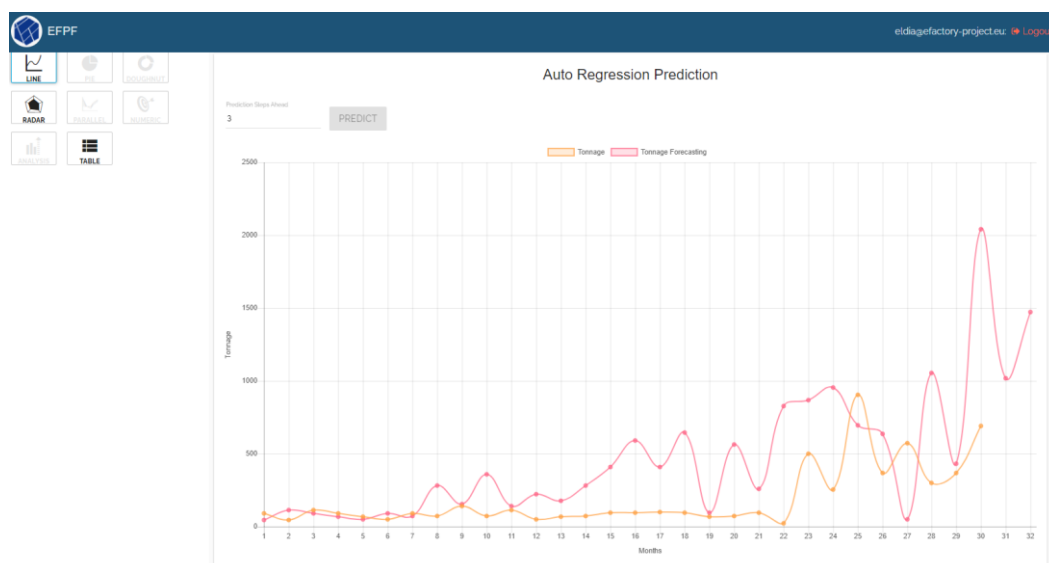 EFPF
eldia@efactory-project.eu: Logou
LINE PIE DOUGHNUT
RADAR PARALLEL NUMERIC
ANALYSIS TABLE
Auto Regression Prediction
Prediction Steps Ahead
3 PREDICT
Tonnage Tonnage Forecasting
2500
2000
1500
1000
500
0
Tonnage
1 2 3 4 5 6 7 8 9 10 11 12 13 14 15 16 17 18 19 20 21 22 23 24 25 26 27 28 29 30 31 32
Months